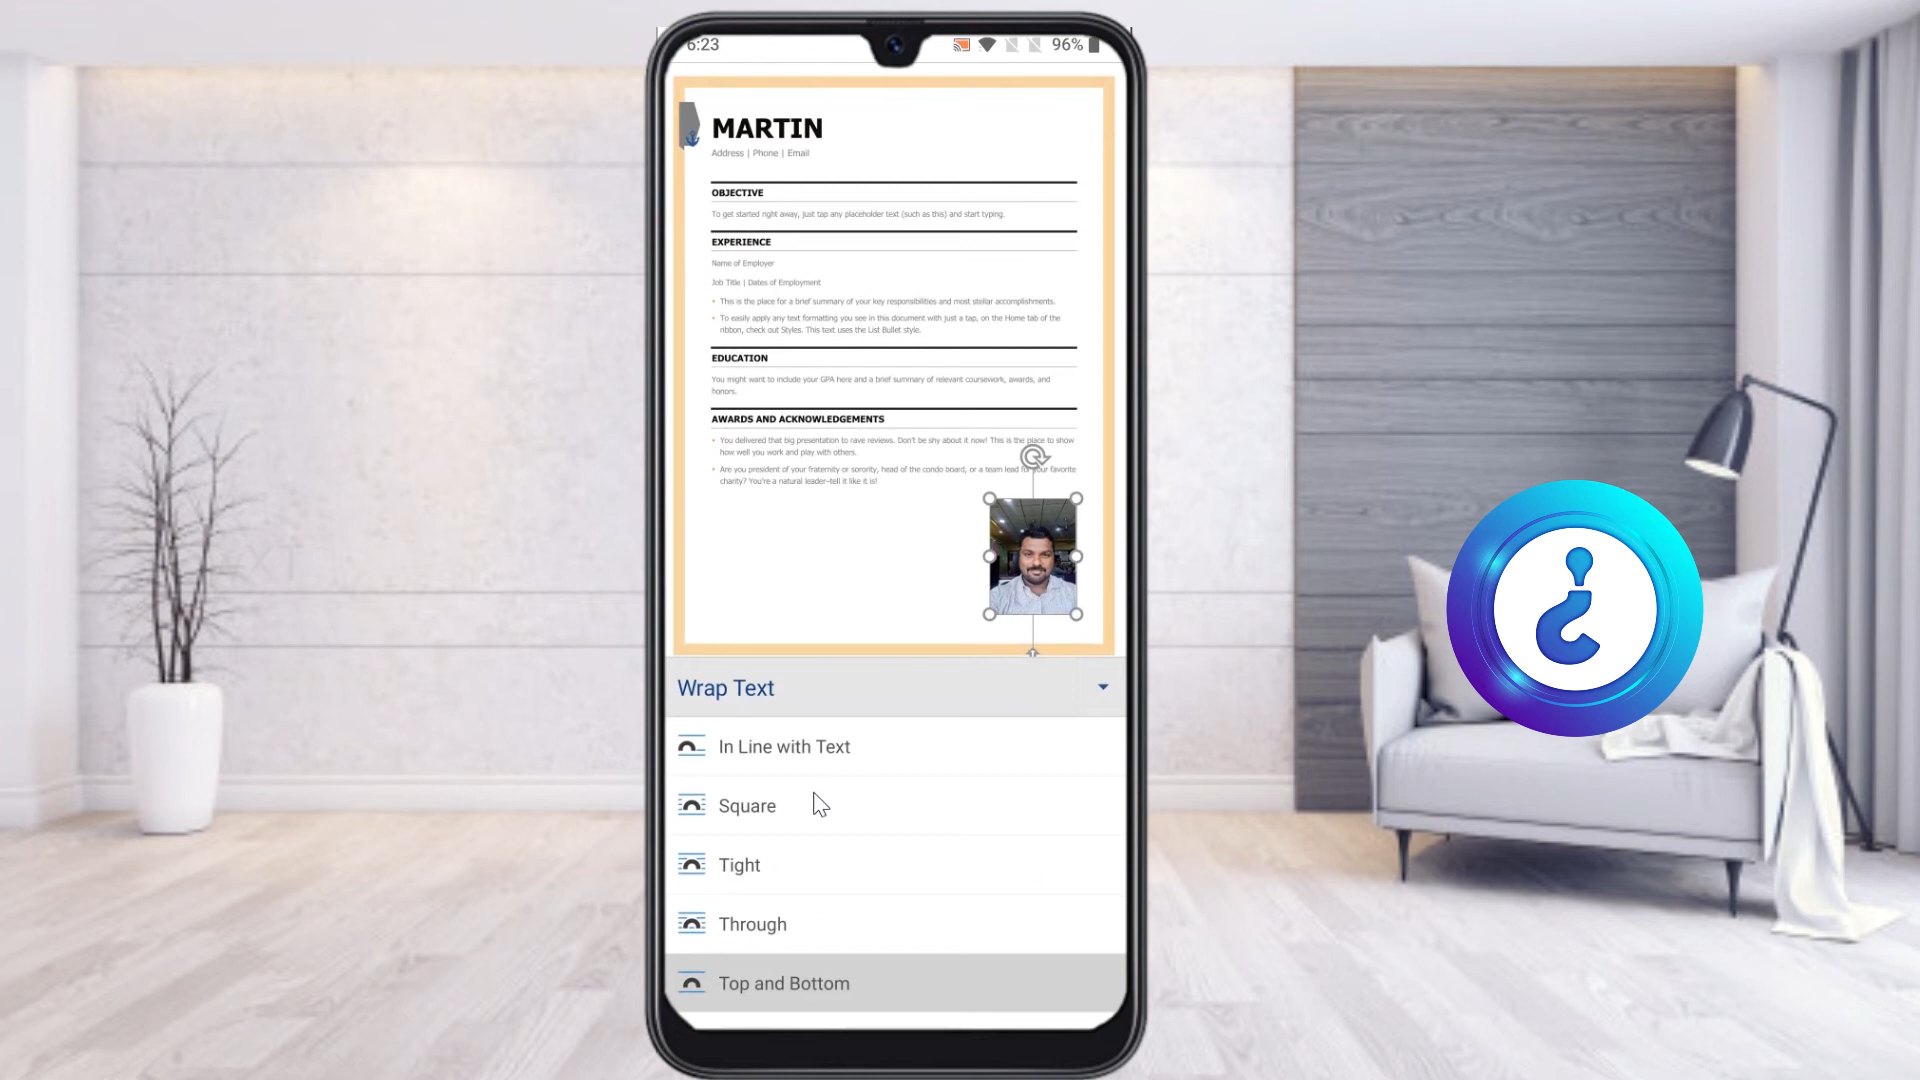 6:23
96%
MARTIN
Address | Phone | Email
OBJECTIVE
To get started right away, just tap any placeholder text (such as this) and start typing.
EXPERIENCE
Name of Employer
Job Title | Dates of Employment
• This is the place for a brief summary of your key responsibilities and most stellar accomplishments.
• To easily apply any text formatting you see in this document with just a tap, on the Home tab of the
ribbon, check out Styles. This text uses the List Bullet style.
EDUCATION
You might want to include your GPA here and a brief summary of relevant coursework, awards, and
honors.
AWARDS AND ACKNOWLEDGEMENTS
• You delivered that big presentation to rave reviews. Don't be shy about it now! This is the place to show
how well you work and play with others.
• Are you president of your fraternity or sorority, head of the condo board, or a team lead for your favorite
charity? You're a natural leader–tell it like it is!
Wrap Text
In Line with Text
Square
Tight
Through
Top and Bottom